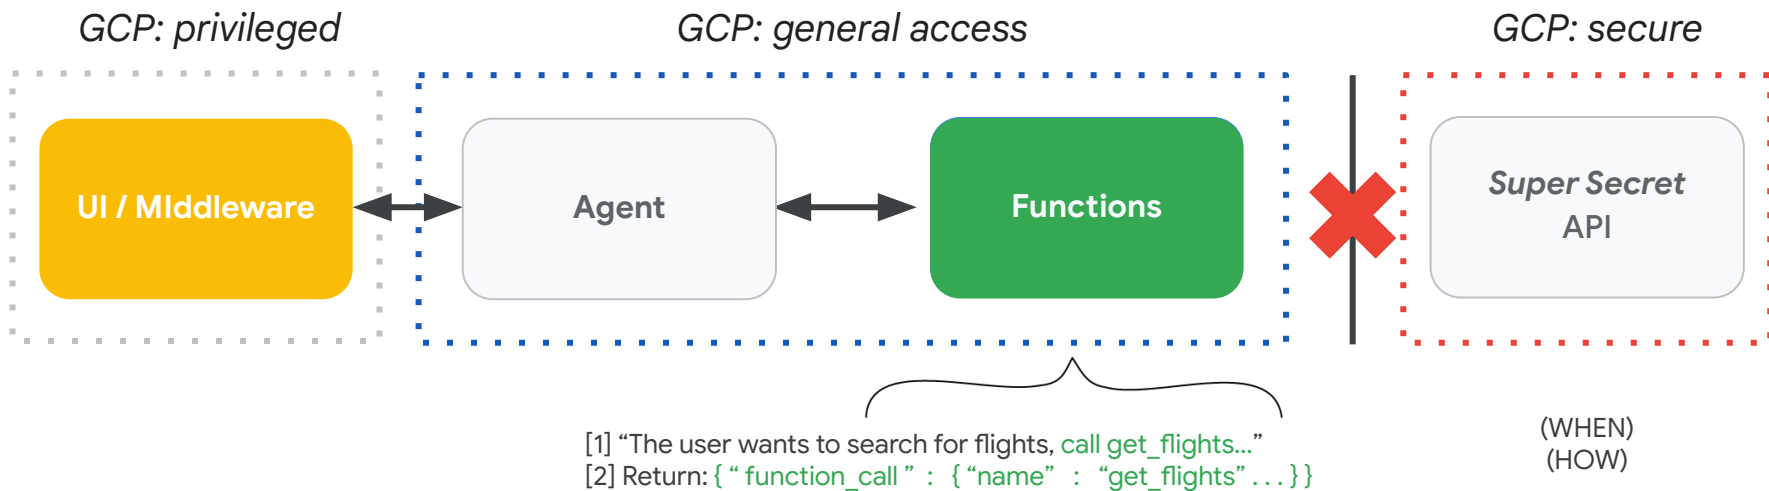 GCP: privileged
GCP: general access
GCP: secure
UI / MIddleware
Agent
Functions
Super Secret
API
[1] “The user wants to search for flights, call get_flights...”
[2] Return: { “ function_call ” : { “name” : “get_flights” . . . } }
(WHEN)
(HOW)